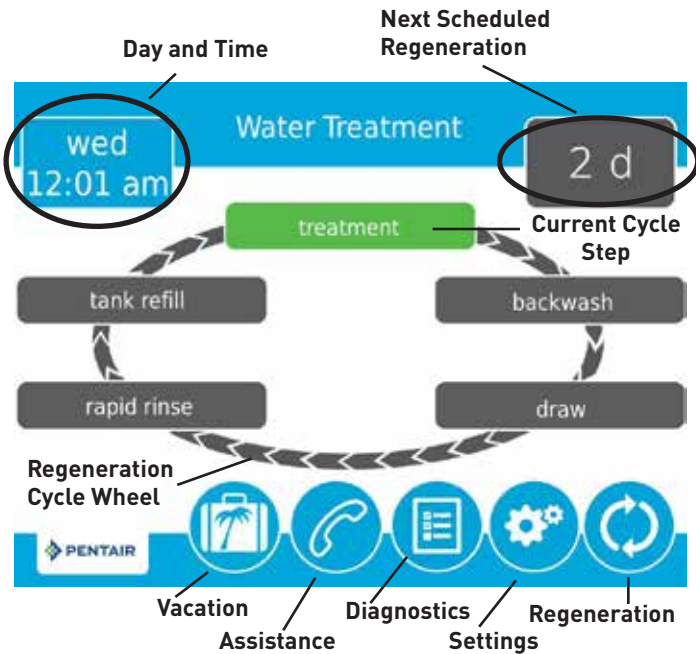 Day and Time
Next Scheduled
Regeneration
wed
12:01 am
Water Treatment
2 d
treatment
Current Cycle
Step
tank refill
backwash
rapid rinse
draw
Regeneration
Cycle Wheel
PENTAIR
Vacation
Assistance
Diagnostics
Settings
Regeneration